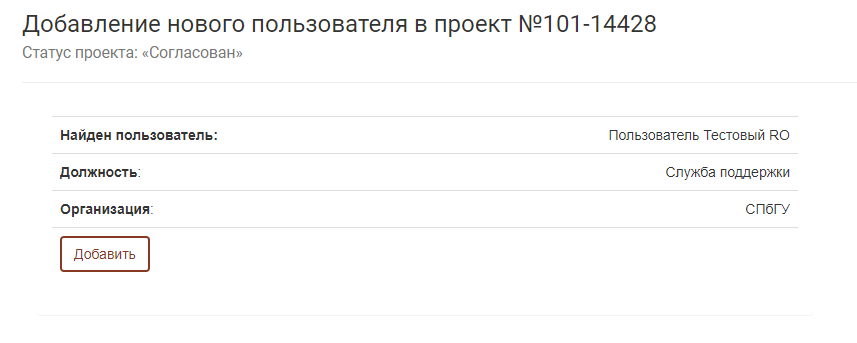 Добавление нового пользователя в проект №101-14428
Статус проекта: «Согласован»
Найден пользователь: Пользователь Тестовый RO
Должность: Служба поддержки
Организация: СПбГУ
Добавить